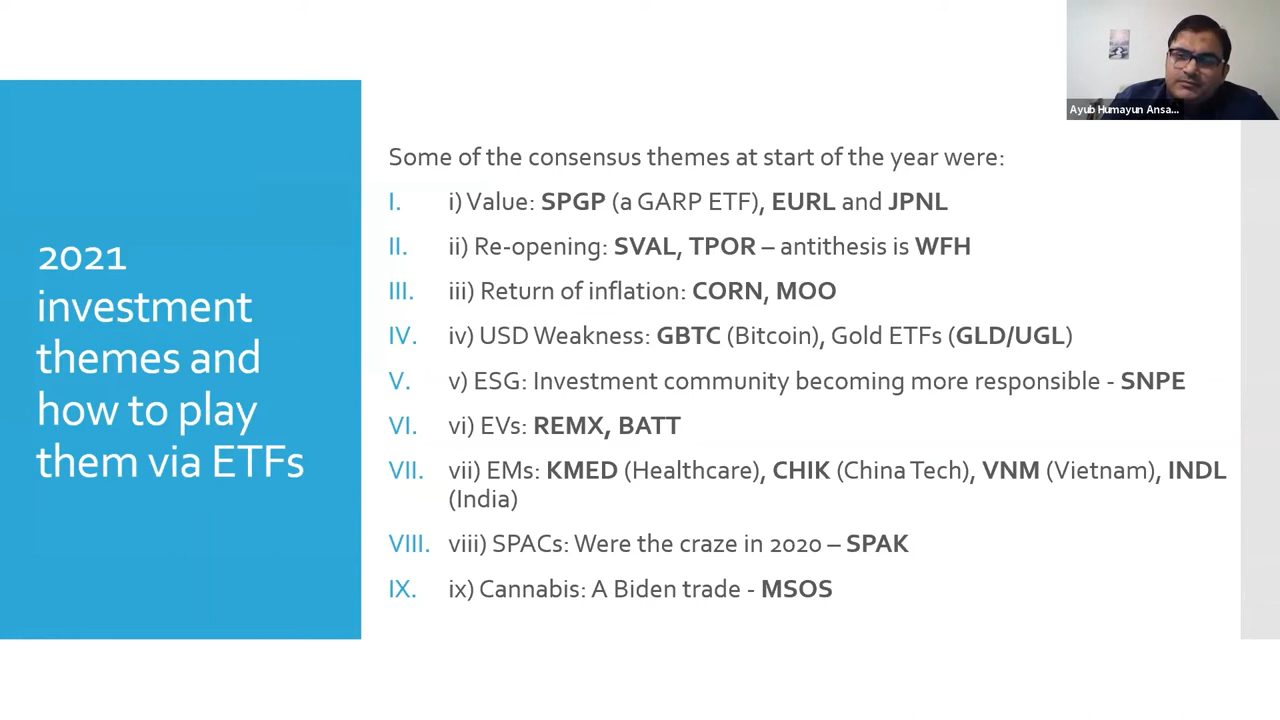 Ayub Humayun Ansa...
2021
investment
themes and
how to play
them via ETFs
Some of the consensus themes at start of the year were:
I. i) Value: SPGP (a GARP ETF), EURL and JPNL
II. ii) Re-opening: SVAL, TPOR – antithesis is WFH
III. iii) Return of inflation: CORN, MOO
IV. iv) USD Weakness: GBTC (Bitcoin), Gold ETFs (GLD/UGL)
V. v) ESG: Investment community becoming more responsible - SNPE
VI. vi) EVs: REMX, BATT
VII. vii) EMs: KMED (Healthcare), CHIK (China Tech), VNM (Vietnam), INDL
(India)
VIII. viii) SPACs: Were the craze in 2020 – SPAK
IX. ix) Cannabis: A Biden trade - MSOS